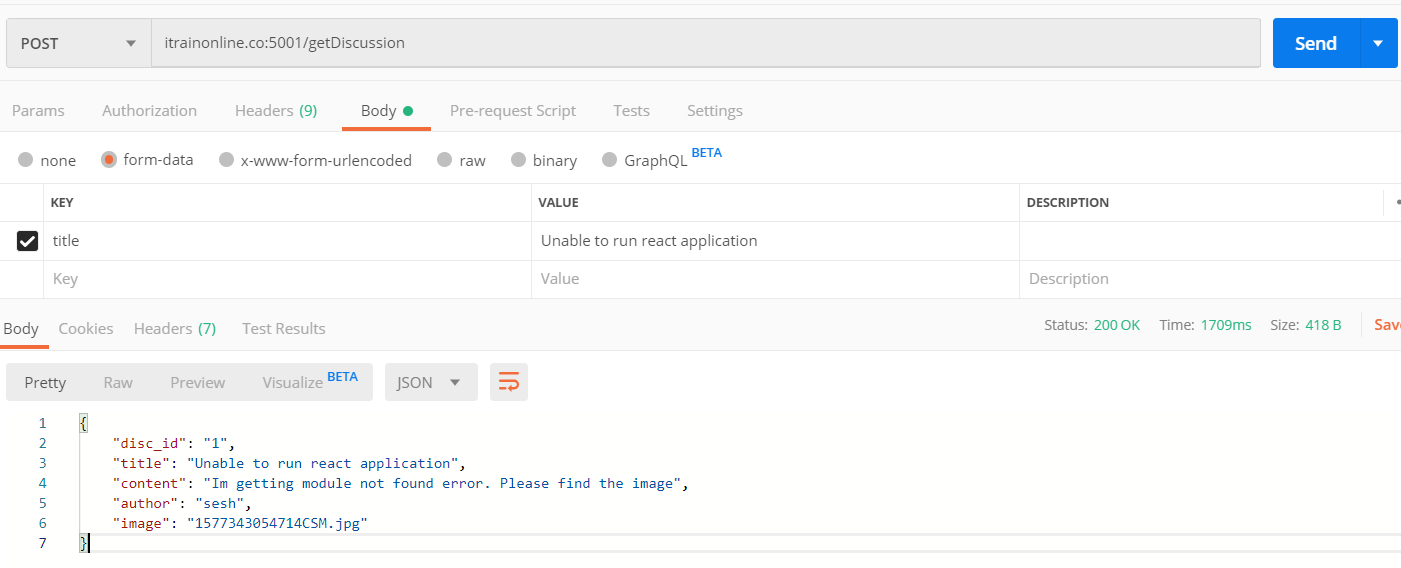 POST itrainonline.co:5001/getDiscussion Send
Params Authorization Headers (9) Body Pre-request Script Tests Settings
none form-data x-www-form-urlencoded raw binary GraphQL BETA
KEY VALUE DESCRIPTION
title Unable to run react application
Key Value Description
Body Cookies Headers (7) Test Results Status: 200 OK Time: 1709ms Size: 418 B Save
Pretty Raw Preview Visualize BETA JSON
1 {
2 "disc_id": "1",
3 "title": "Unable to run react application",
4 "content": "Im getting module not found error. Please find the image",
5 "author": "sesh",
6 "image": "1577343054714CSM.jpg"
7 }